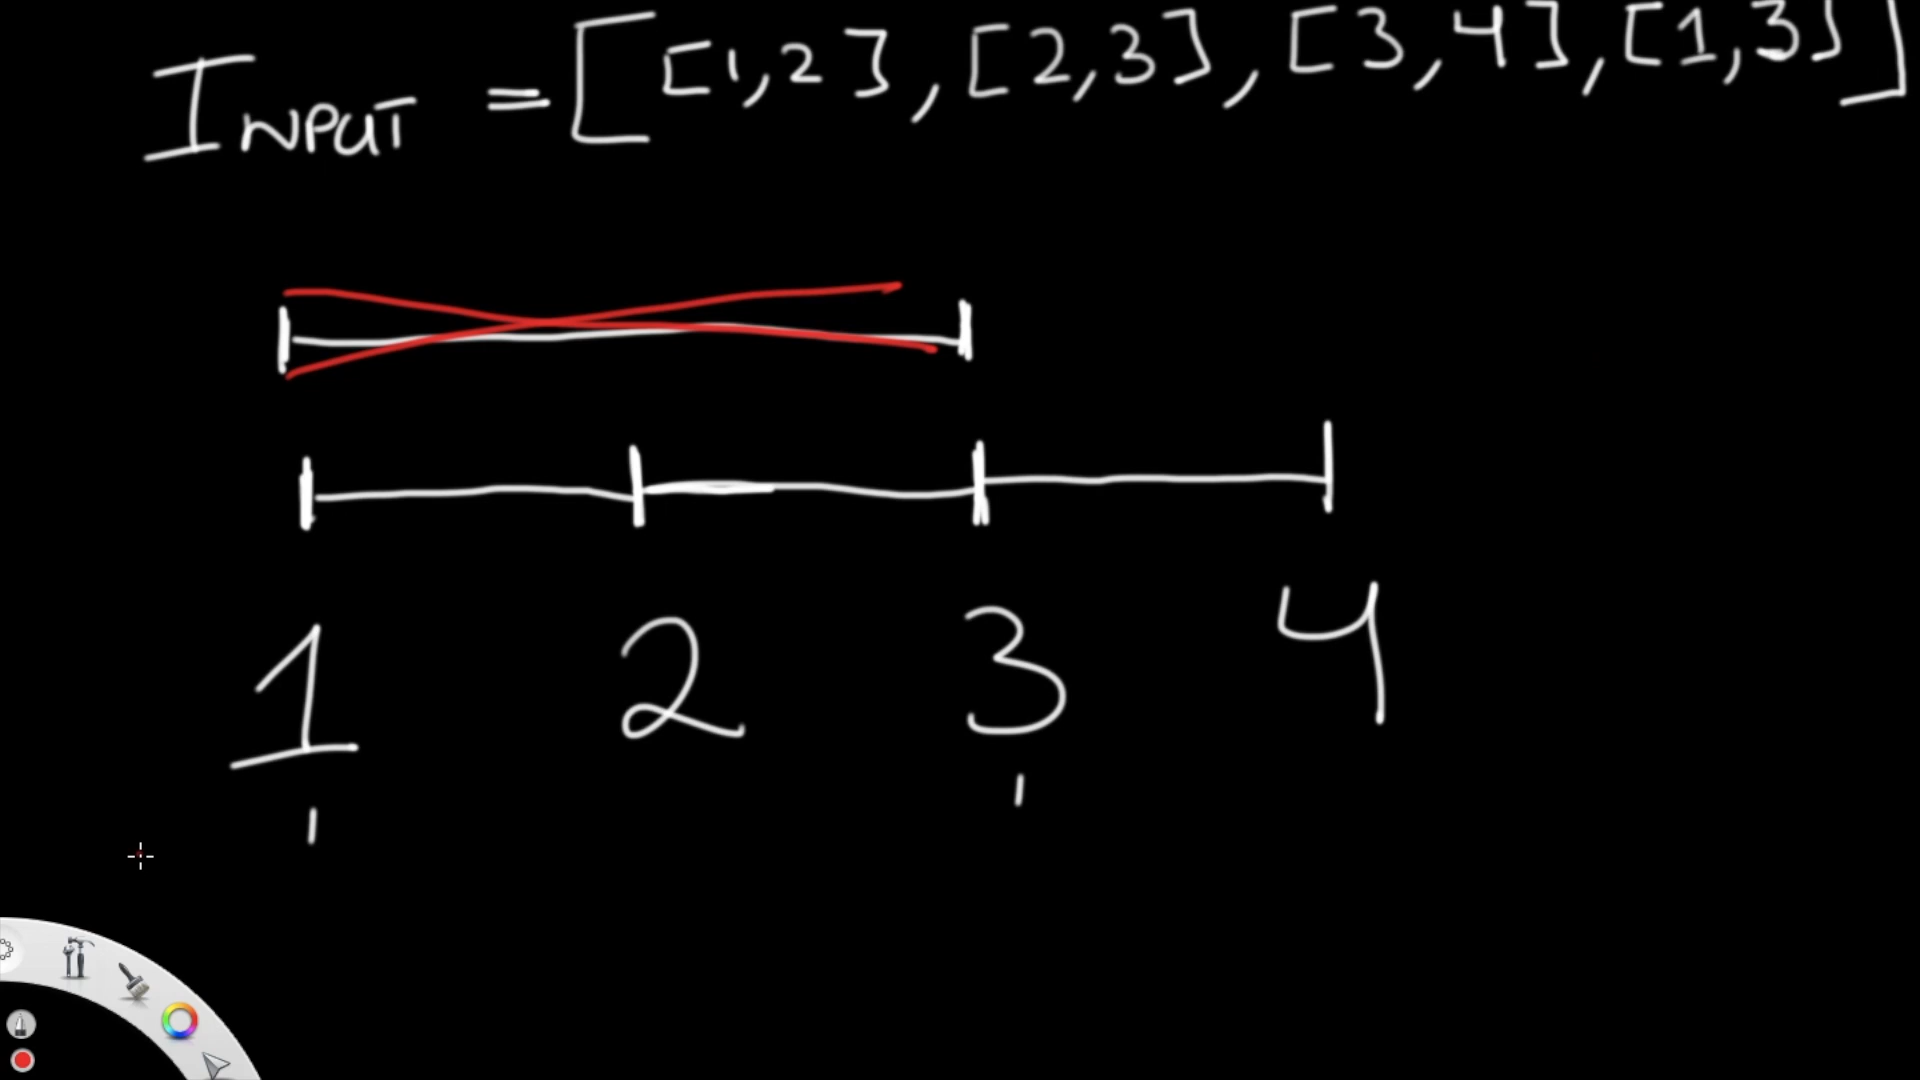 INPUT = [[1,2], [2,3], [3,4], [1,3]]
1 2 3 4